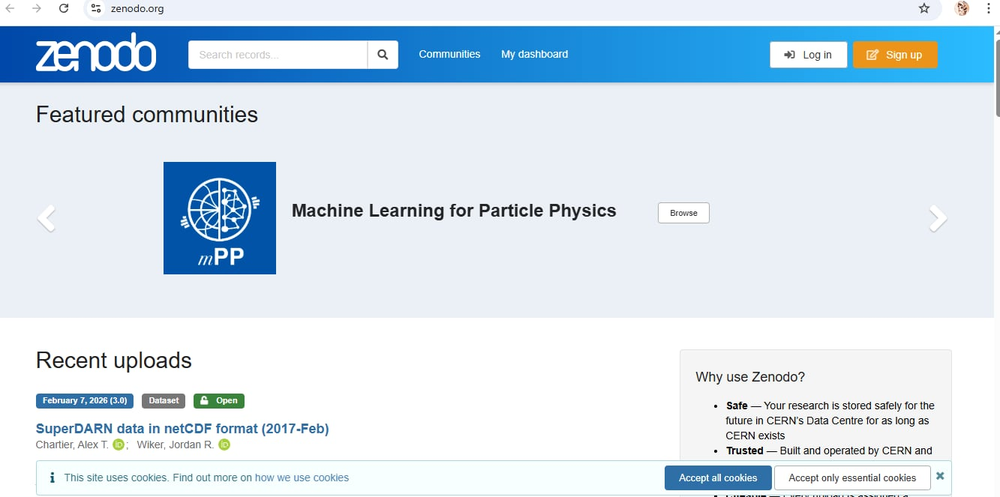 zenodo.org
zenodo
Search records...
Communities
My dashboard
Log in
Sign up
Featured communities
mPP
Machine Learning for Particle Physics
Browse
Recent uploads
February 7, 2026 (3.0)
Dataset
Open
SuperDARN data in netCDF format (2017-Feb)
Chartier, Alex T. iD; Wiker, Jordan R. iD
Why use Zenodo?
• Safe — Your research is stored safely for the
future in CERN's Data Centre for as long as
CERN exists
• Trusted — Built and operated by CERN and
This site uses cookies. Find out more on how we use cookies
Accept all cookies
Accept only essential cookies